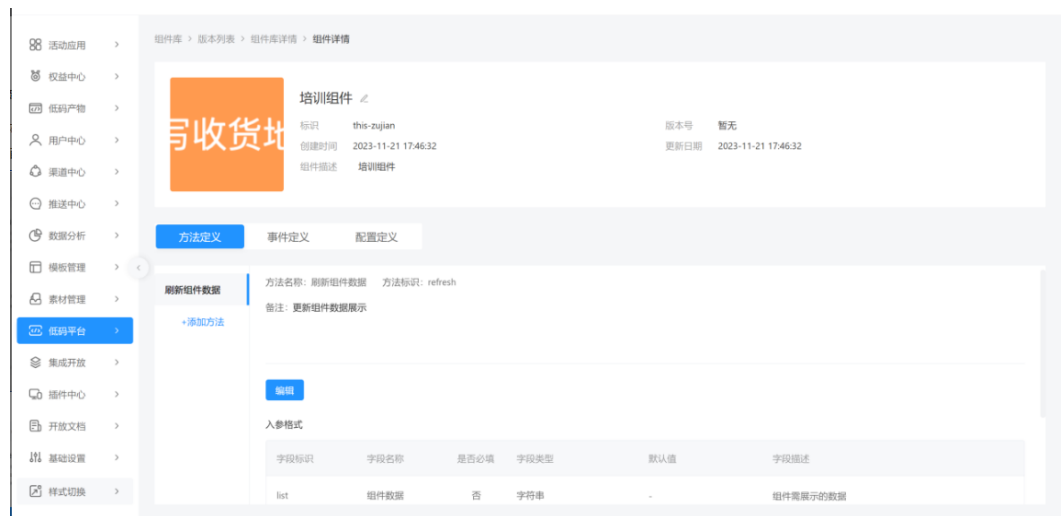 活动应用
权益中心
低码产物
用户中心
渠道中心
推送中心
数据分析
模板管理
素材管理
低码平台
集成开放
插件中心
开放文档
基础设置
样式切换
组件库 > 版本列表 > 组件库详情 > 组件详情
写收货地
培训组件
标识 this-zujian 版本号 暂无
创建时间 2023-11-21 17:46:32 更新日期 2023-11-21 17:46:32
组件描述 培训组件
方法定义 事件定义 配置定义
刷新组件数据
+添加方法
方法名称：刷新组件数据 方法标识：refresh
备注：更新组件数据展示
编辑
入参格式
字段标识 字段名称 是否必填 字段类型 默认值 字段描述
list 组件数据 否 字符串 - 组件需展示的数据